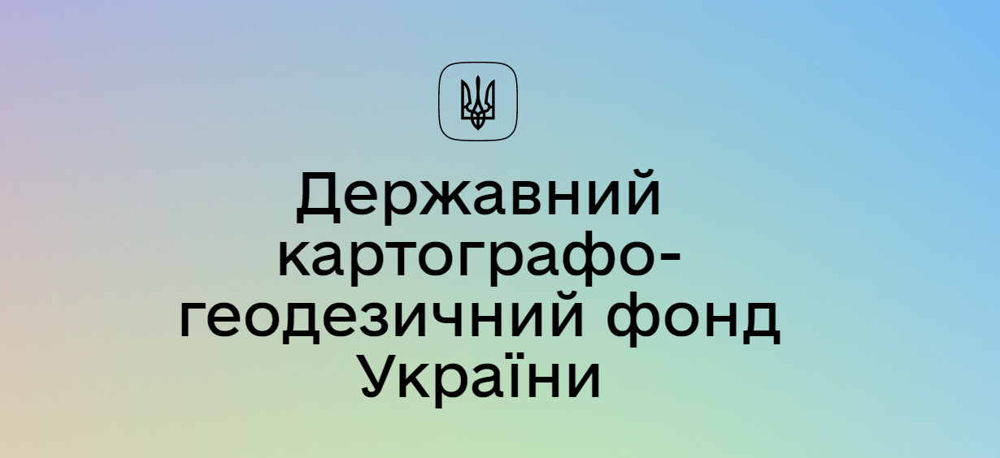 Державний
картографо-
геодезичний фонд
України